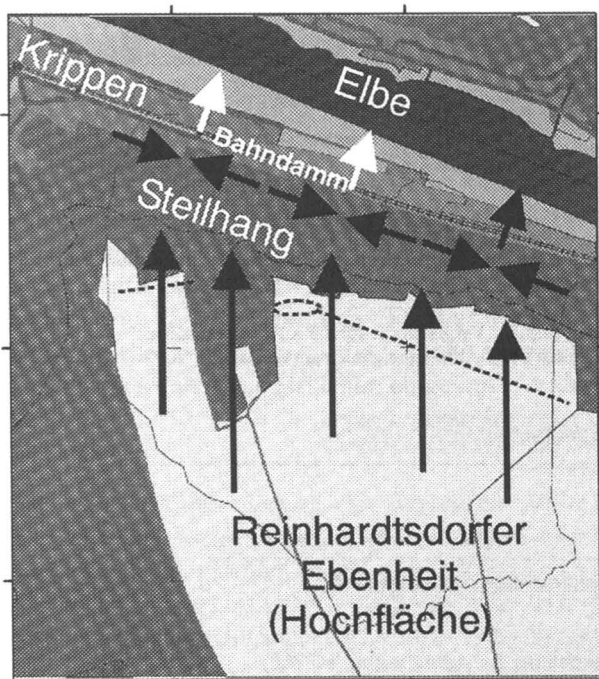 Krippen
Elbe
Bahndamm
Steilhang
Reinhardtsdorfer
Ebenheit
(Hochfläche)